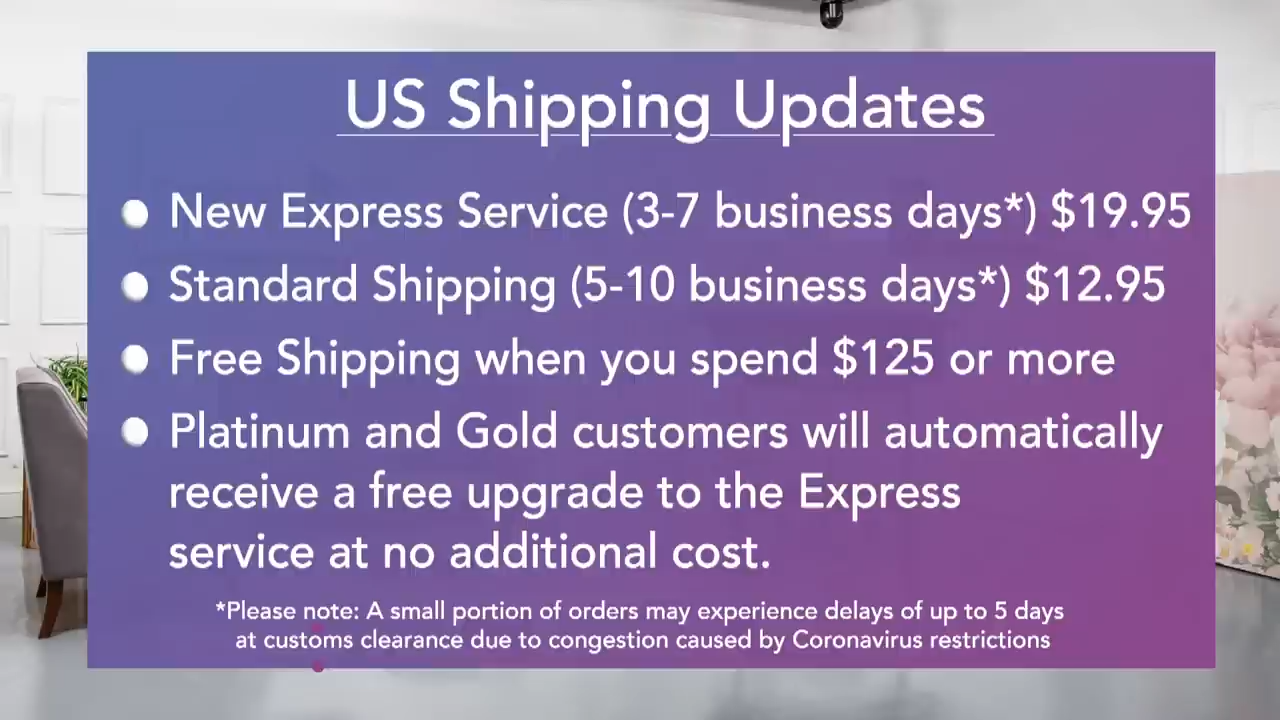 US Shipping Updates
New Express Service (3-7 business days*) $19.95
Standard Shipping (5-10 business days*) $12.95
Free Shipping when you spend $125 or more
Platinum and Gold customers will automatically
receive a free upgrade to the Express
service at no additional cost.
*Please note: A small portion of orders may experience delays of up to 5 days
at customs clearance due to congestion caused by Coronavirus restrictions